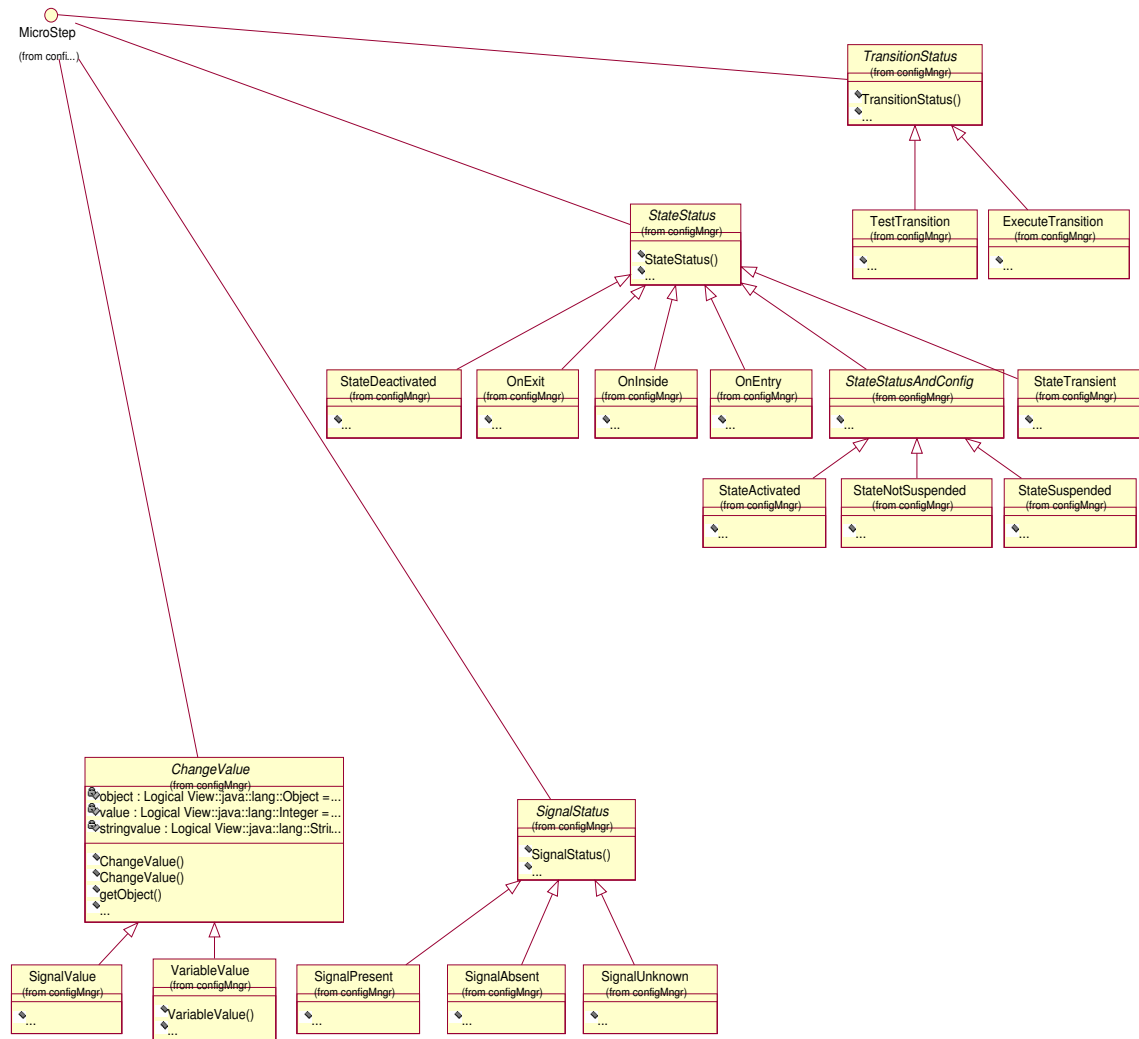 MicroStep
(from confi...)
TransitionStatus
(from configMngr)
TransitionStatus()
...
TestTransition
(from configMngr)
...
ExecuteTransition
(from configMngr)
...
StateStatus
(from configMngr)
StateStatus()
...
StateDeactivated
(from configMngr)
...
OnExit
(from configMngr)
...
OnInside
(from configMngr)
...
OnEntry
(from configMngr)
...
StateStatusAndConfig
(from configMngr)
...
StateTransient
(from configMngr)
...
StateActivated
(from configMngr)
...
StateNotSuspended
(from configMngr)
...
StateSuspended
(from configMngr)
...
ChangeValue
(from configMngr)
object : Logical View::java::lang::Object =...
value : Logical View::java::lang::Integer =...
stringvalue : Logical View::java::lang::Stri...
ChangeValue()
ChangeValue()
getObject()
...
SignalStatus
(from configMngr)
SignalStatus()
...
SignalValue
(from configMngr)
...
VariableValue
(from configMngr)
VariableValue()
...
SignalPresent
(from configMngr)
...
SignalAbsent
(from configMngr)
...
SignalUnknown
(from configMngr)
...